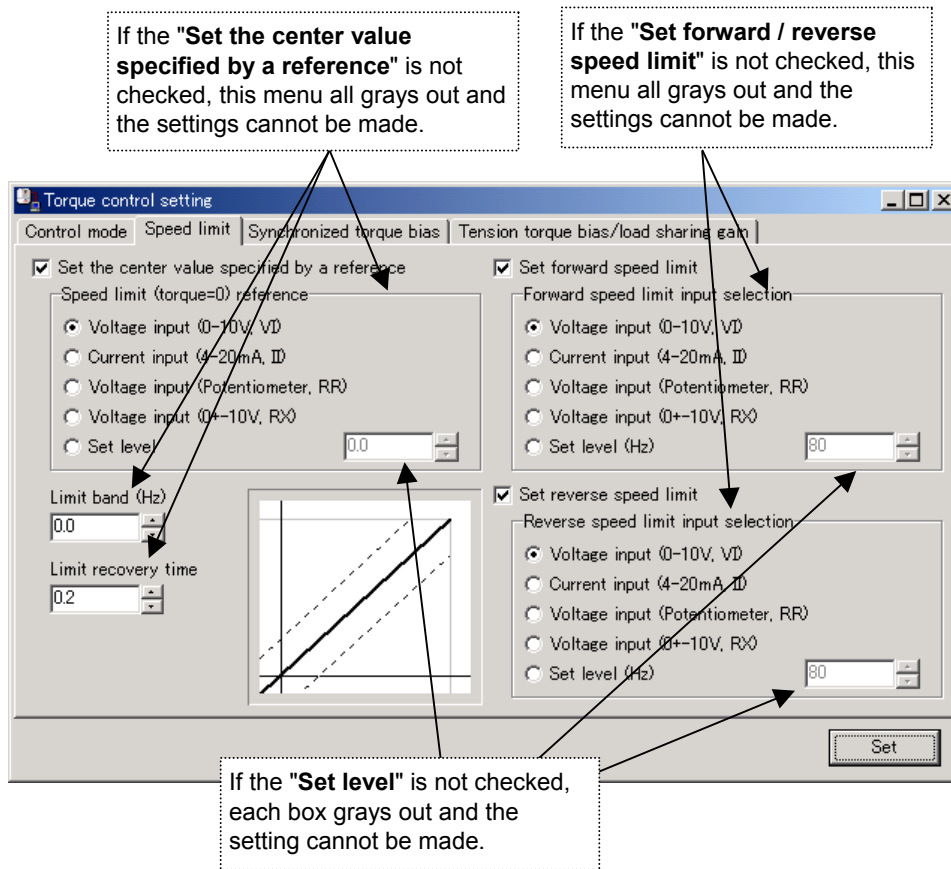 If the "Set the center value
specified by a reference" is not
checked, this menu all grays out and
the settings cannot be made.
If the "Set forward / reverse
speed limit" is not checked, this
menu all grays out and the
settings cannot be made.
Torque control setting
Control mode
Speed limit
Synchronized torque bias
Tension torque bias/load sharing gain
Set the center value specified by a reference
Speed limit (torque=0) reference
Voltage input (0-10V, VI)
Current input (4-20mA, II)
Voltage input (Potentiometer, RR)
Voltage input (0+-10V, RX)
Set level
0.0
Limit band (Hz)
0.0
Limit recovery time
0.2
Set forward speed limit
Forward speed limit input selection
Voltage input (0-10V, VI)
Current input (4-20mA, II)
Voltage input (Potentiometer, RR)
Voltage input (0+-10V, RX)
Set level (Hz)
80
Set reverse speed limit
Reverse speed limit input selection
Voltage input (0-10V, VI)
Current input (4-20mA, II)
Voltage input (Potentiometer, RR)
Voltage input (0+-10V, RX)
Set level (Hz)
80
Set
If the "Set level" is not checked,
each box grays out and the
setting cannot be made.